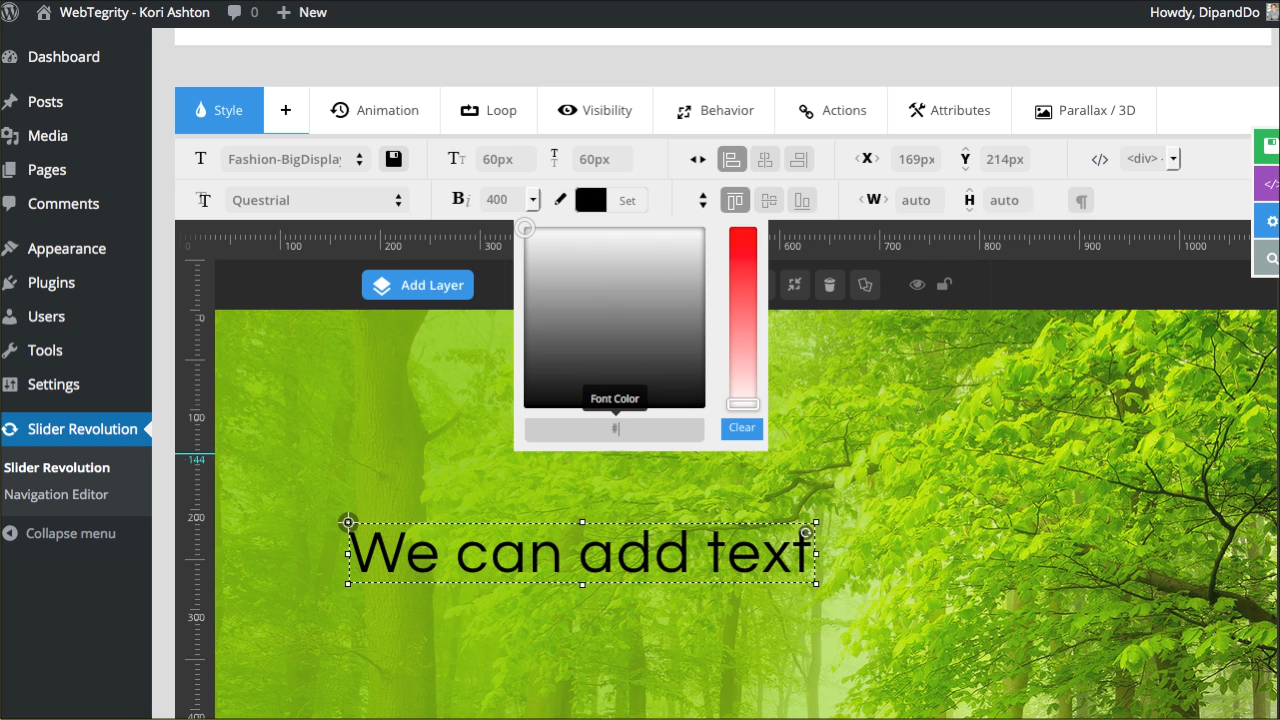 WebTegrity - Kori Ashton 0 New Howdy, DipandDo
Dashboard
Posts
Media
Pages
Comments
Appearance
Plugins
Users
Tools
Settings
Slider Revolution
Slider Revolution
Navigation Editor
Collapse menu
Style + Animation Loop Visibility Behavior Actions Attributes Parallax / 3D
Fashion-BigDisplay 60px 60px X 169px Y 214px </> <div>
Questrial 400 Set W auto H auto
0 100 200 300 600 700 800 900 1000
Add Layer
0
100
144
200
300
400
Font Color
#
Clear
We can add text